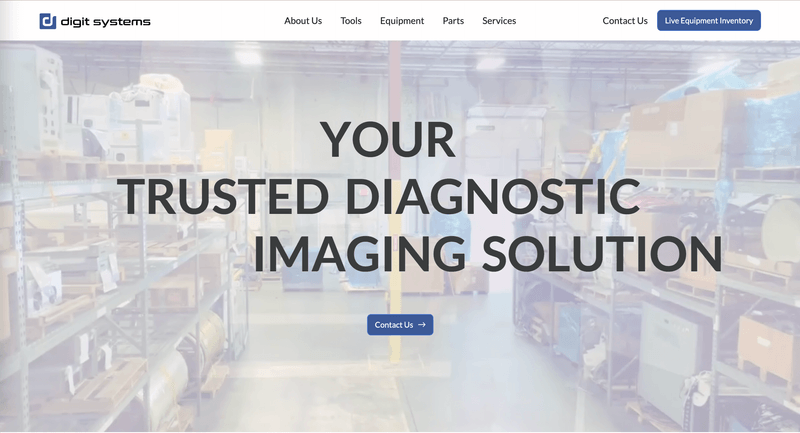 digit systems
About Us
Tools
Equipment
Parts
Services
Contact Us
Live Equipment Inventory
YOUR
TRUSTED DIAGNOSTIC
IMAGING SOLUTION
Contact Us →